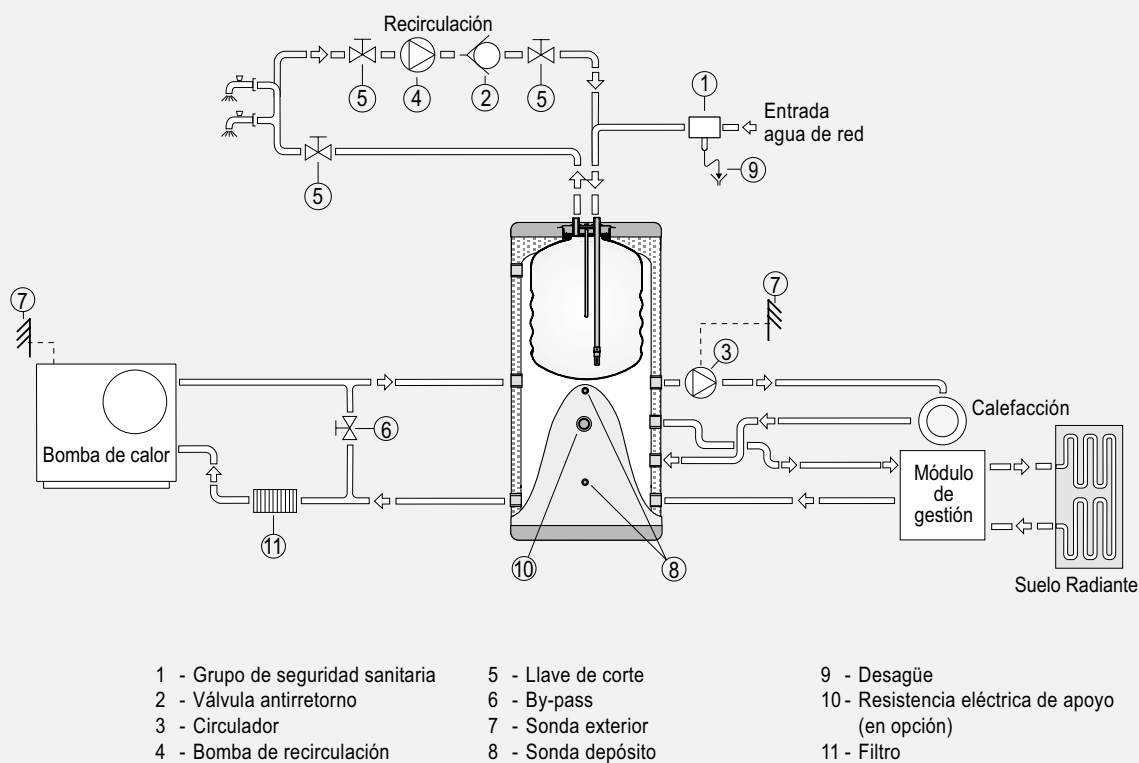 Recirculación
5
4
2
5
1
Entrada
agua de red
5
9
7
7
3
6
Calefacción
Bomba de calor
Módulo
de
gestión
11
10
8
Suelo Radiante
1 - Grupo de seguridad sanitaria
2 - Válvula antirretorno
3 - Circulador
4 - Bomba de recirculación
5 - Llave de corte
6 - By-pass
7 - Sonda exterior
8 - Sonda depósito
9 - Desagüe
10 - Resistencia eléctrica de apoyo
(en opción)
11 - Filtro